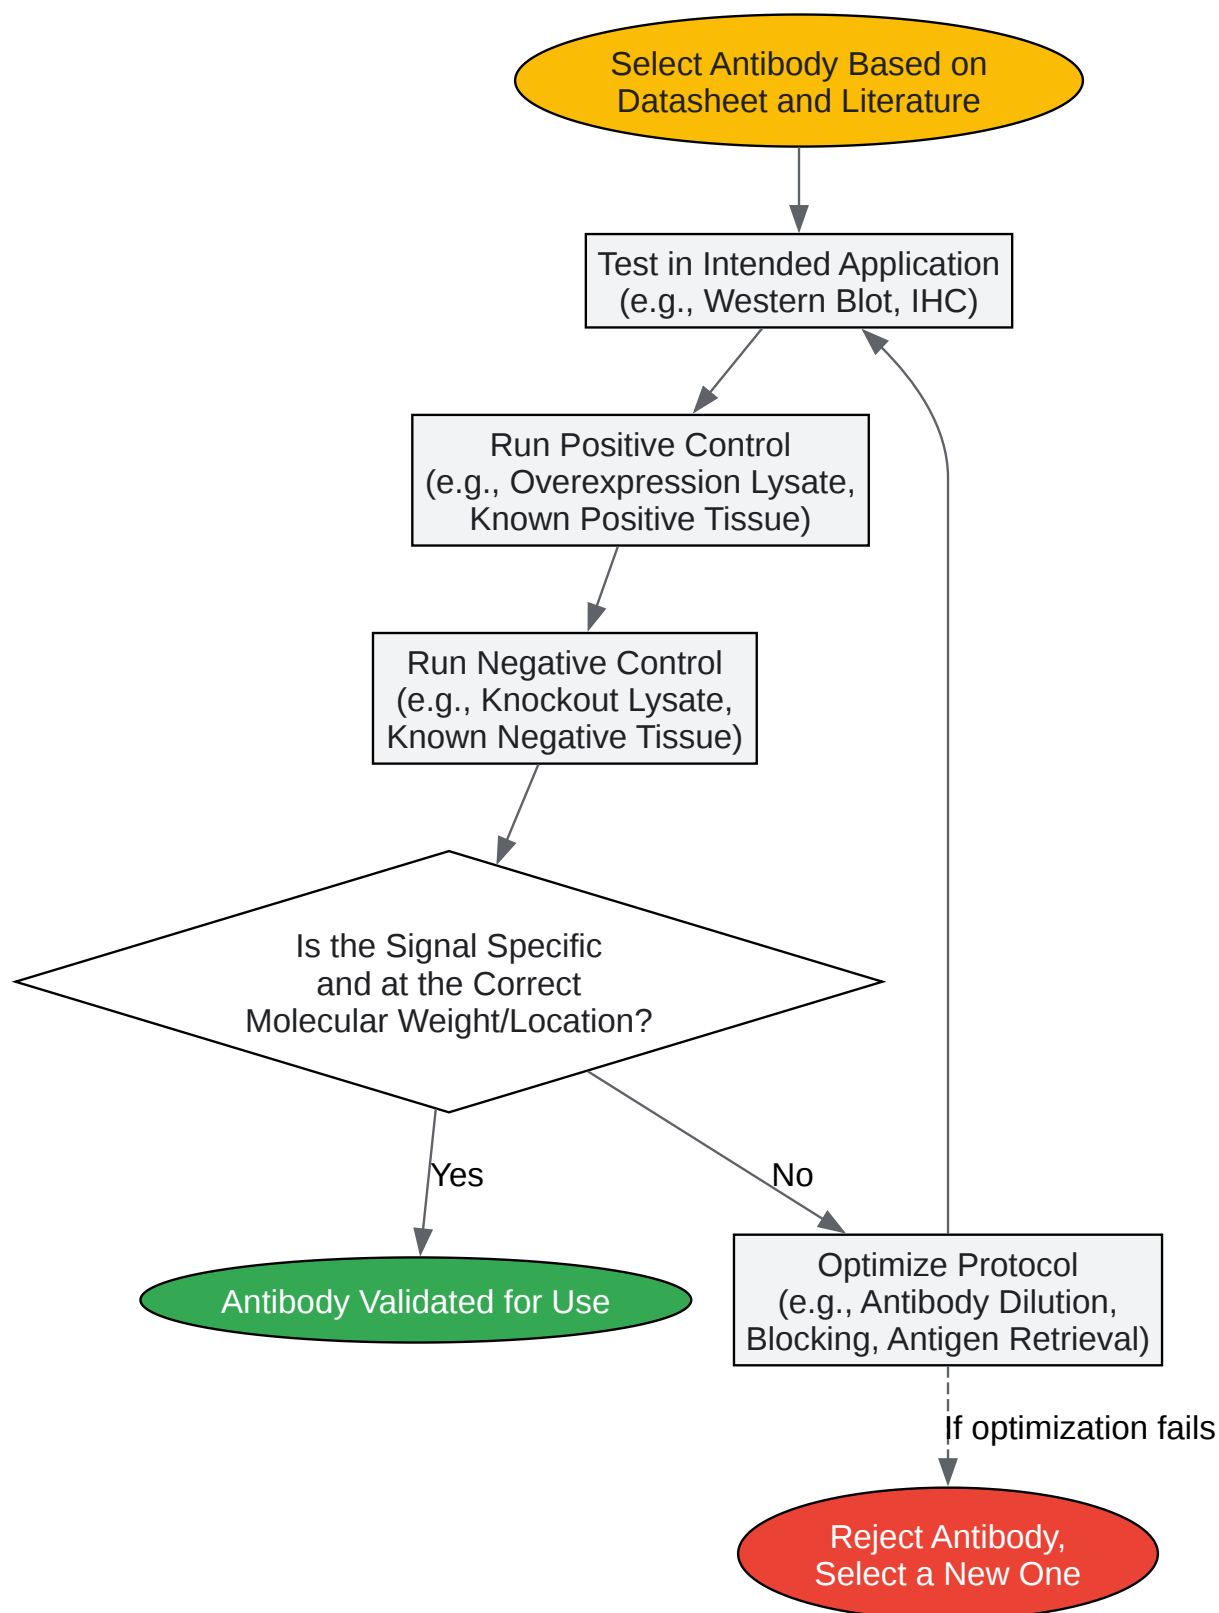 Select Antibody Based on
Datasheet and Literature
Test in Intended Application
(e.g., Western Blot, IHC)
Run Positive Control
(e.g., Overexpression Lysate,
Known Positive Tissue)
Run Negative Control
(e.g., Knockout Lysate,
Known Negative Tissue)
Is the Signal Specific
and at the Correct
Molecular Weight/Location?
Yes
No
Antibody Validated for Use
Optimize Protocol
(e.g., Antibody Dilution,
Blocking, Antigen Retrieval)
If optimization fails
Reject Antibody,
Select a New One